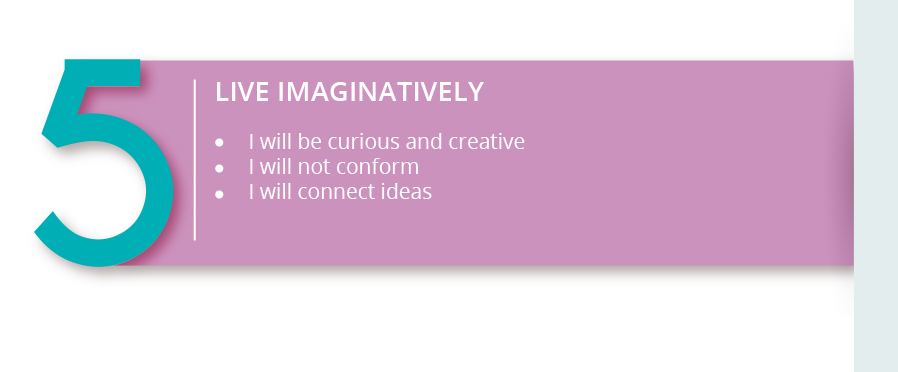 5
LIVE IMAGINATIVELY
• I will be curious and creative
• I will not conform
• I will connect ideas